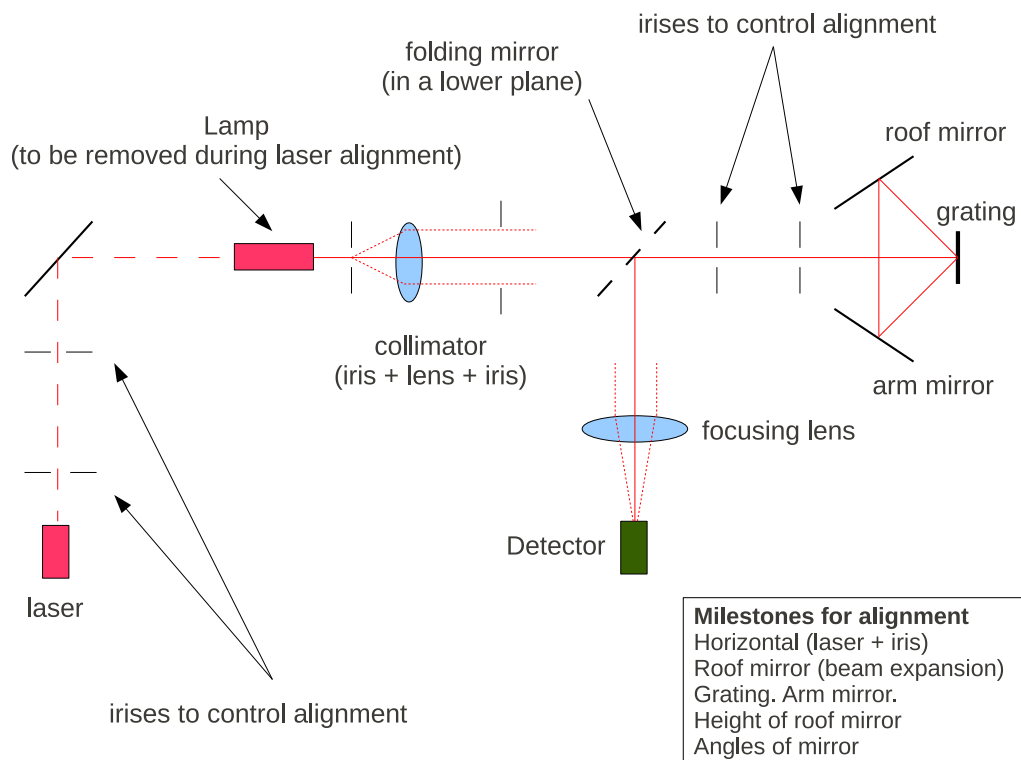 irises to control alignment
folding mirror
(in a lower plane)
Lamp
(to be removed during laser alignment)
roof mirror
grating
collimator
(iris + lens + iris)
arm mirror
focusing lens
Detector
laser
irises to control alignment
Milestones for alignment
Horizontal (laser + iris)
Roof mirror (beam expansion)
Grating. Arm mirror.
Height of roof mirror
Angles of mirror